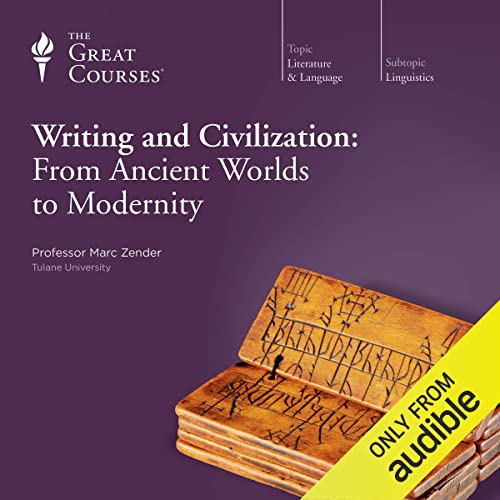 THE
GREAT
COURSES®
Topic
Literature
& Language
Subtopic
Linguistics
Writing and Civilization:
From Ancient Worlds
to Modernity
Professor Marc Zender
Tulane University
ONLY FROM
audible